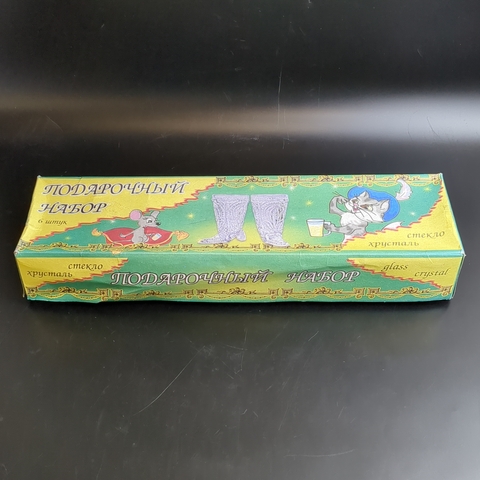 ПОДАРОЧНЫЙ
НАБОР
6 штук
стекло
хрусталь
стекло
хрусталь
ПОДАРОЧНЫЙ НАБОР
glass
crystal